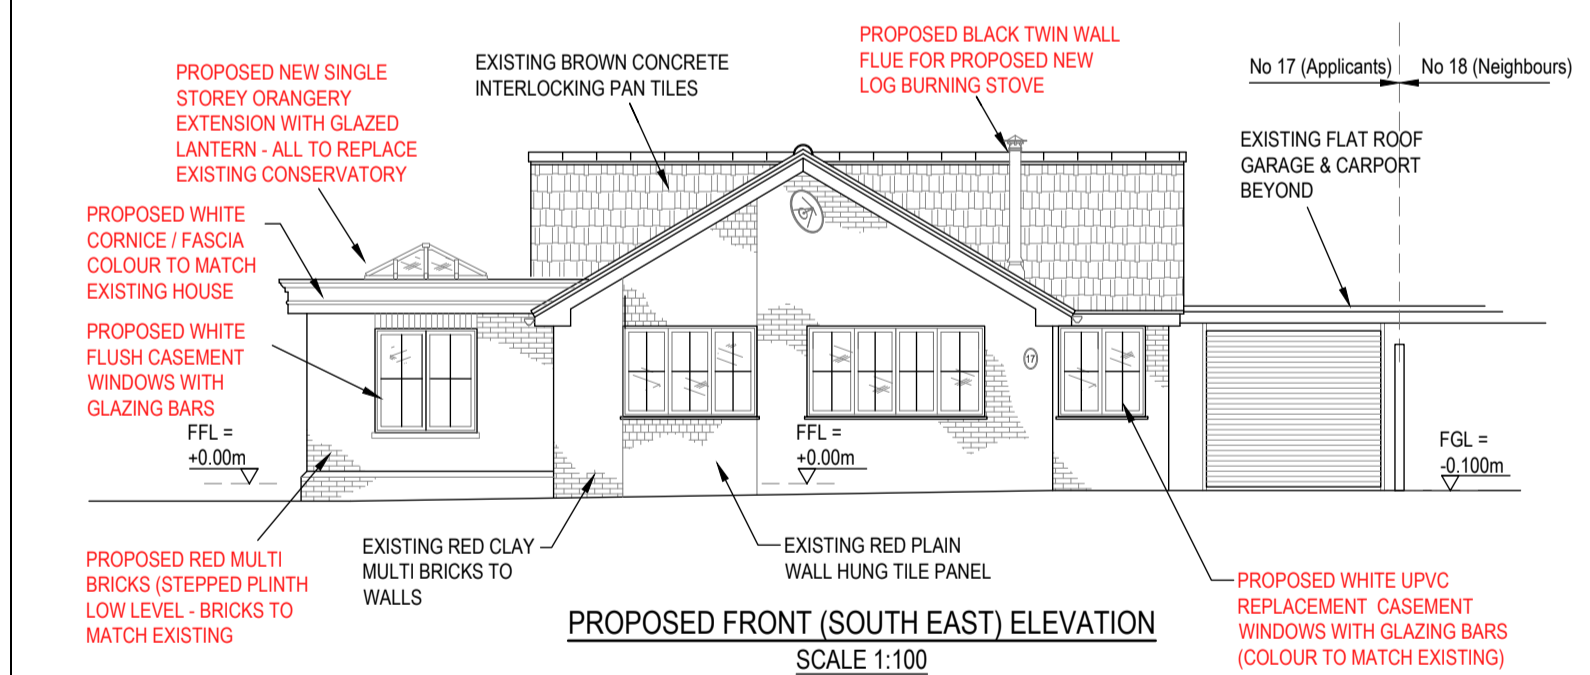 PROPOSED NEW SINGLE
STOREY ORANGERY
EXTENSION WITH GLAZED
LANTERN - ALL TO REPLACE
EXISTING CONSERVATORY
EXISTING BROWN CONCRETE
INTERLOCKING PAN TILES
PROPOSED BLACK TWIN WALL
FLUE FOR PROPOSED NEW
LOG BURNING STOVE
No 17 (Applicants)
No 18 (Neighbours)
EXISTING FLAT ROOF
GARAGE & CARPORT
BEYOND
PROPOSED WHITE
CORNICE / FASCIA
COLOUR TO MATCH
EXISTING HOUSE
PROPOSED WHITE
FLUSH CASEMENT
WINDOWS WITH
GLAZING BARS
17
FFL =
+0.00m
FFL =
+0.00m
FGL =
-0.100m
PROPOSED RED MULTI
BRICKS (STEPPED PLINTH
LOW LEVEL - BRICKS TO
MATCH EXISTING
EXISTING RED CLAY
MULTI BRICKS TO
WALLS
EXISTING RED PLAIN
WALL HUNG TILE PANEL
PROPOSED WHITE UPVC
REPLACEMENT CASEMENT
WINDOWS WITH GLAZING BARS
(COLOUR TO MATCH EXISTING)
PROPOSED FRONT (SOUTH EAST) ELEVATION
SCALE 1:100